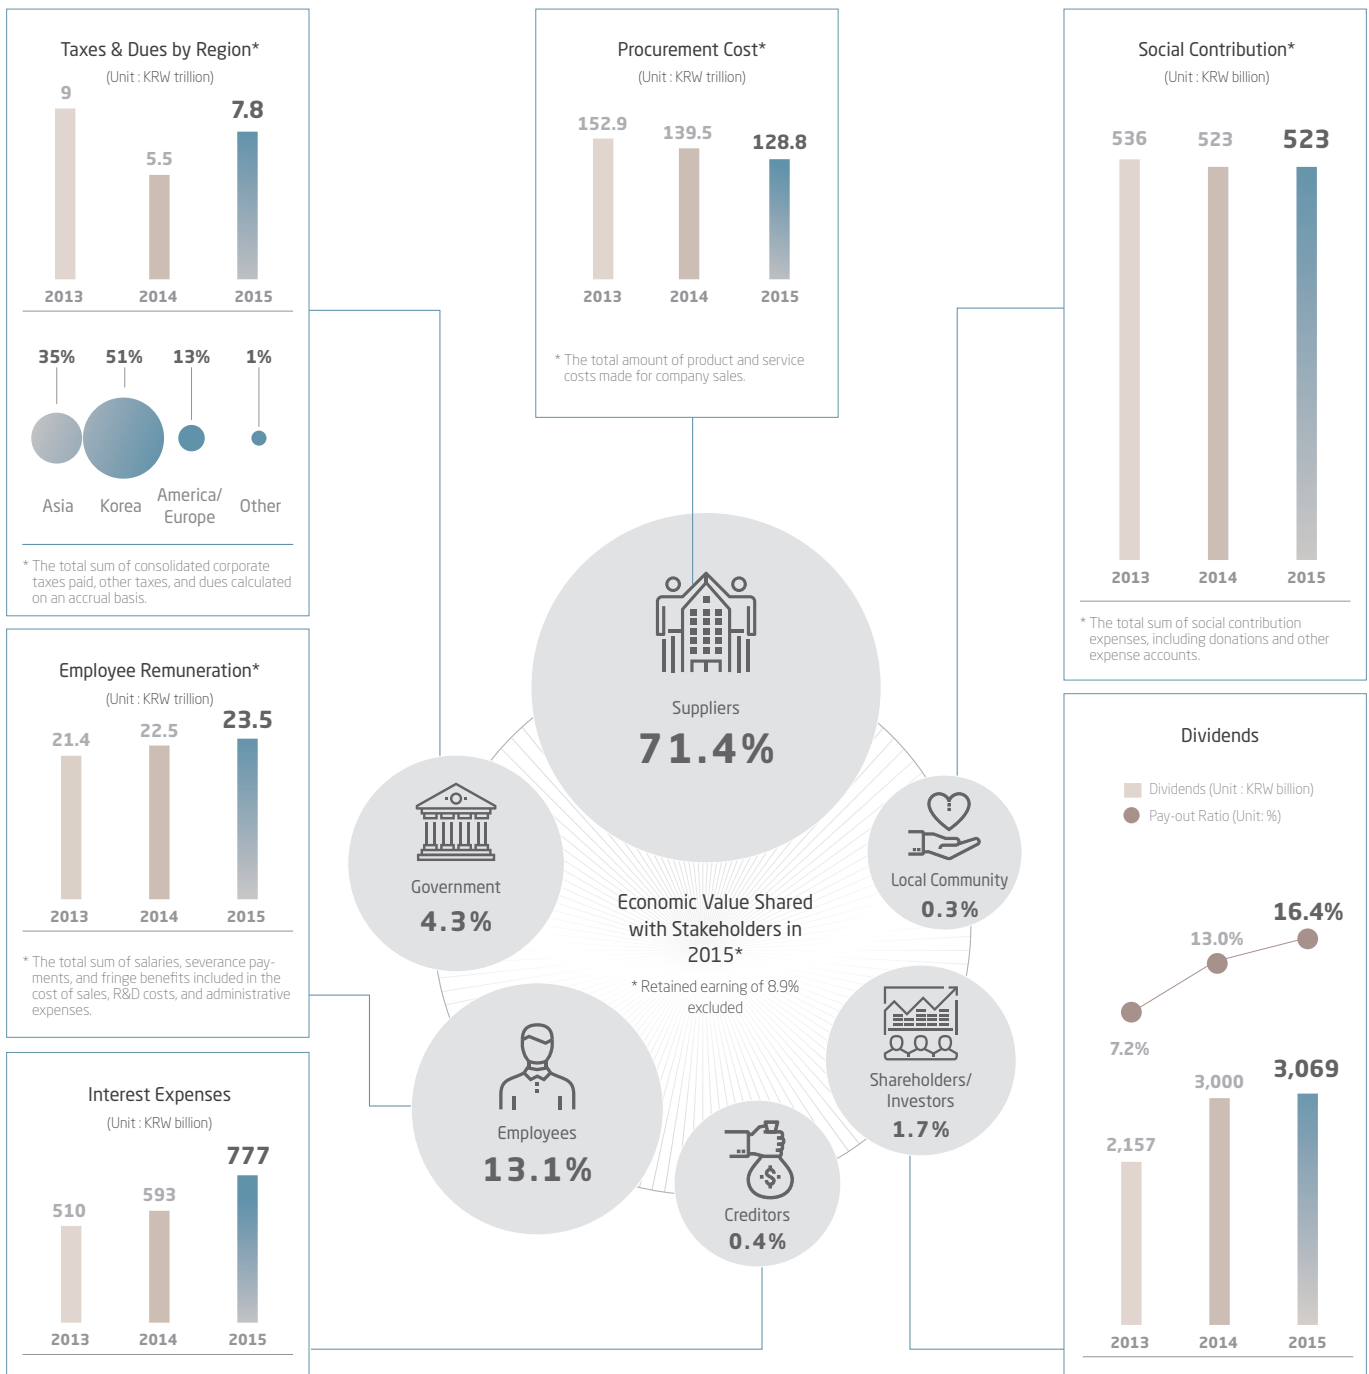 Taxes & Dues by Region*
(Unit : KRW trillion)
9
5.5
7.8
2013
2014
2015
35%
51%
13%
1%
Asia
Korea
America/
Europe
Other
* The total sum of consolidated corporate
taxes paid, other taxes, and dues calculated
on an accrual basis.
Employee Remuneration*
(Unit : KRW trillion)
21.4
22.5
23.5
2013
2014
2015
* The total sum of salaries, severance pay-
ments, and fringe benefits included in the
cost of sales, R&D costs, and administrative
expenses.
Interest Expenses
(Unit : KRW billion)
510
593
777
2013
2014
2015
Procurement Cost*
(Unit : KRW trillion)
152.9
139.5
128.8
2013
2014
2015
* The total amount of product and service
costs made for company sales.
Suppliers
71.4%
Government
4.3%
Local Community
0.3%
Economic Value Shared
with Stakeholders in
2015*
* Retained earning of 8.9%
excluded
Employees
13.1%
Shareholders/
Investors
1.7%
Creditors
0.4%
$
Social Contribution*
(Unit : KRW billion)
536
523
523
2013
2014
2015
* The total sum of social contribution
expenses, including donations and other
expense accounts.
Dividends
Dividends (Unit : KRW billion)
Pay-out Ratio (Unit: %)
7.2%
13.0%
16.4%
2,157
3,000
3,069
2013
2014
2015